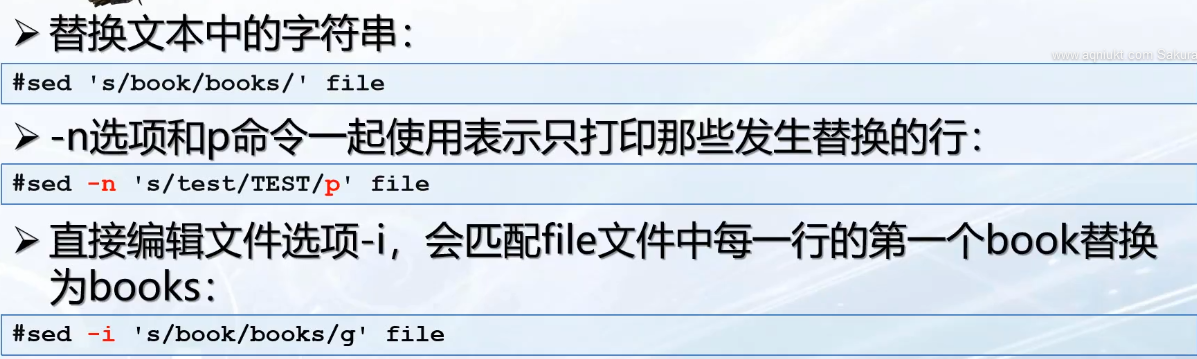 ➢ 替换文本中的字符串：
www.aqniukt.com Sakura
#sed 's/book/books/' file
➢ -n选项和p命令一起使用表示只打印那些发生替换的行：
#sed -n 's/test/TEST/p' file
➢ 直接编辑文件选项-i，会匹配file文件中每一行的第一个book替换
为books：
#sed -i 's/book/books/g' file